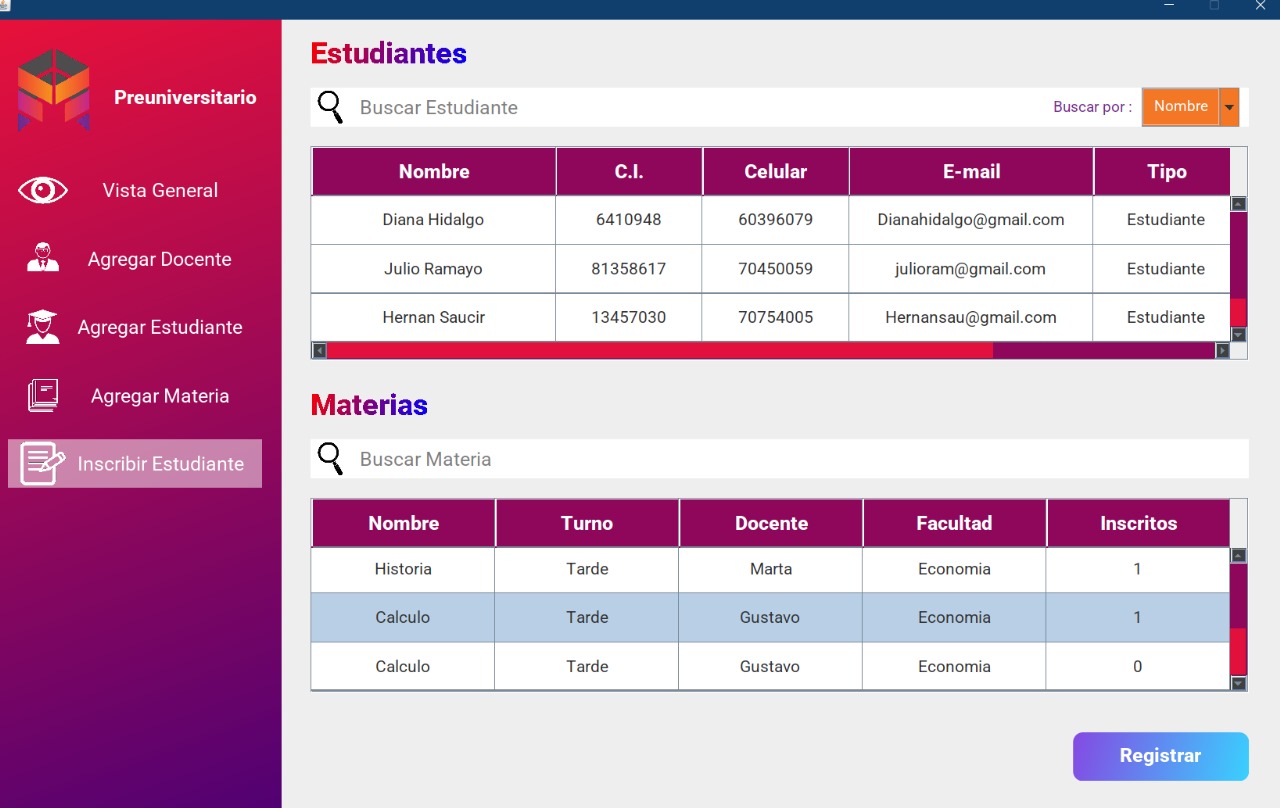 Preuniversitario
Vista General
Agregar Docente
Agregar Estudiante
Agregar Materia
Inscribir Estudiante
Estudiantes
Buscar Estudiante Buscar por : Nombre
Nombre C.I. Celular E-mail Tipo
Diana Hidalgo 6410948 60396079 Dianahidalgo@gmail.com Estudiante
Julio Ramayo 81358617 70450059 julioram@gmail.com Estudiante
Hernan Saucir 13457030 70754005 Hernansau@gmail.com Estudiante
Materias
Buscar Materia
Nombre Turno Docente Facultad Inscritos
Historia Tarde Marta Economia 1
Calculo Tarde Gustavo Economia 1
Calculo Tarde Gustavo Economia 0
Registrar